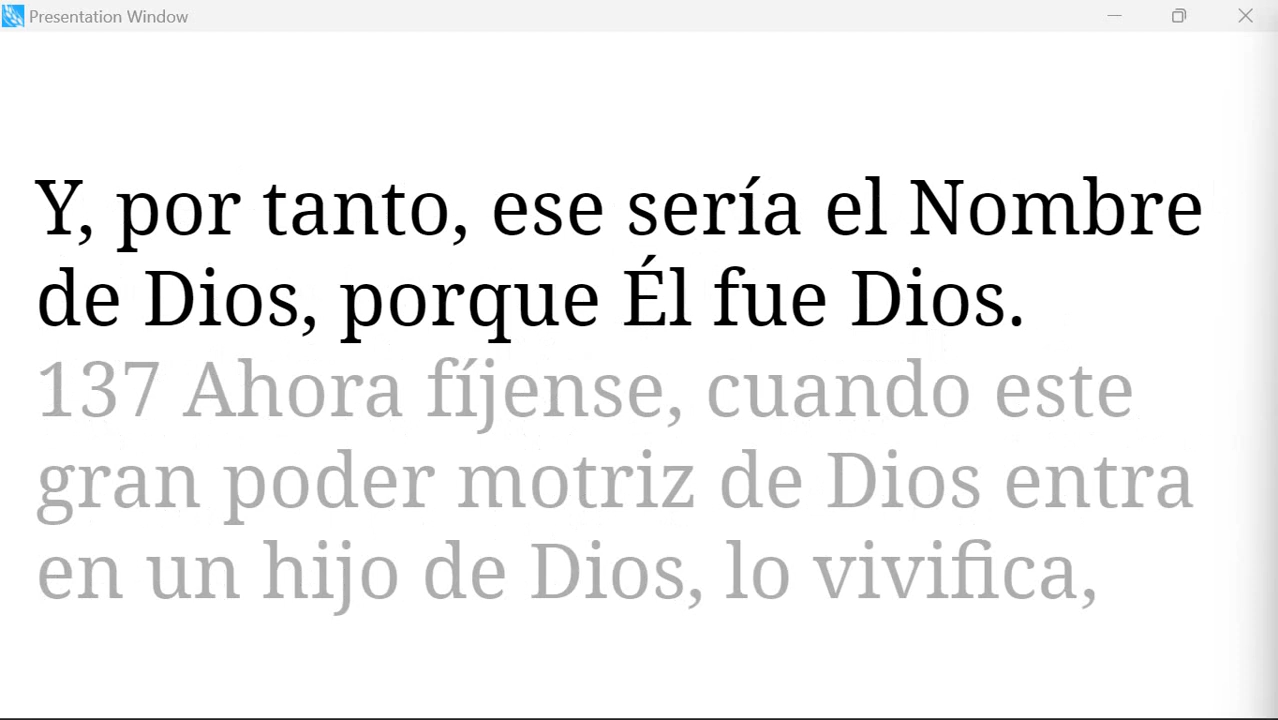 Presentation Window
Y, por tanto, ese sería el Nombre
de Dios, porque Él fue Dios.
137 Ahora fíjense, cuando este
gran poder motriz de Dios entra
en un hijo de Dios, lo vivifica,